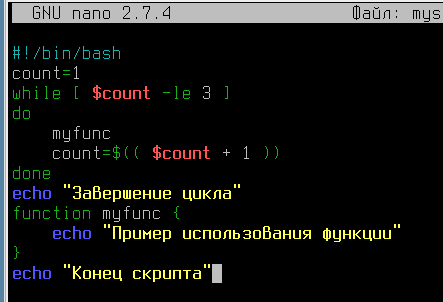 GNU nano 2.7.4 Файл: mys
#!/bin/bash
count=1
while [ $count -le 3 ]
do
    myfunc
    count=$(( $count + 1 ))
done
echo "Завершение цикла"
function myfunc {
    echo "Пример использования функции"
}
echo "Конец скрипта"